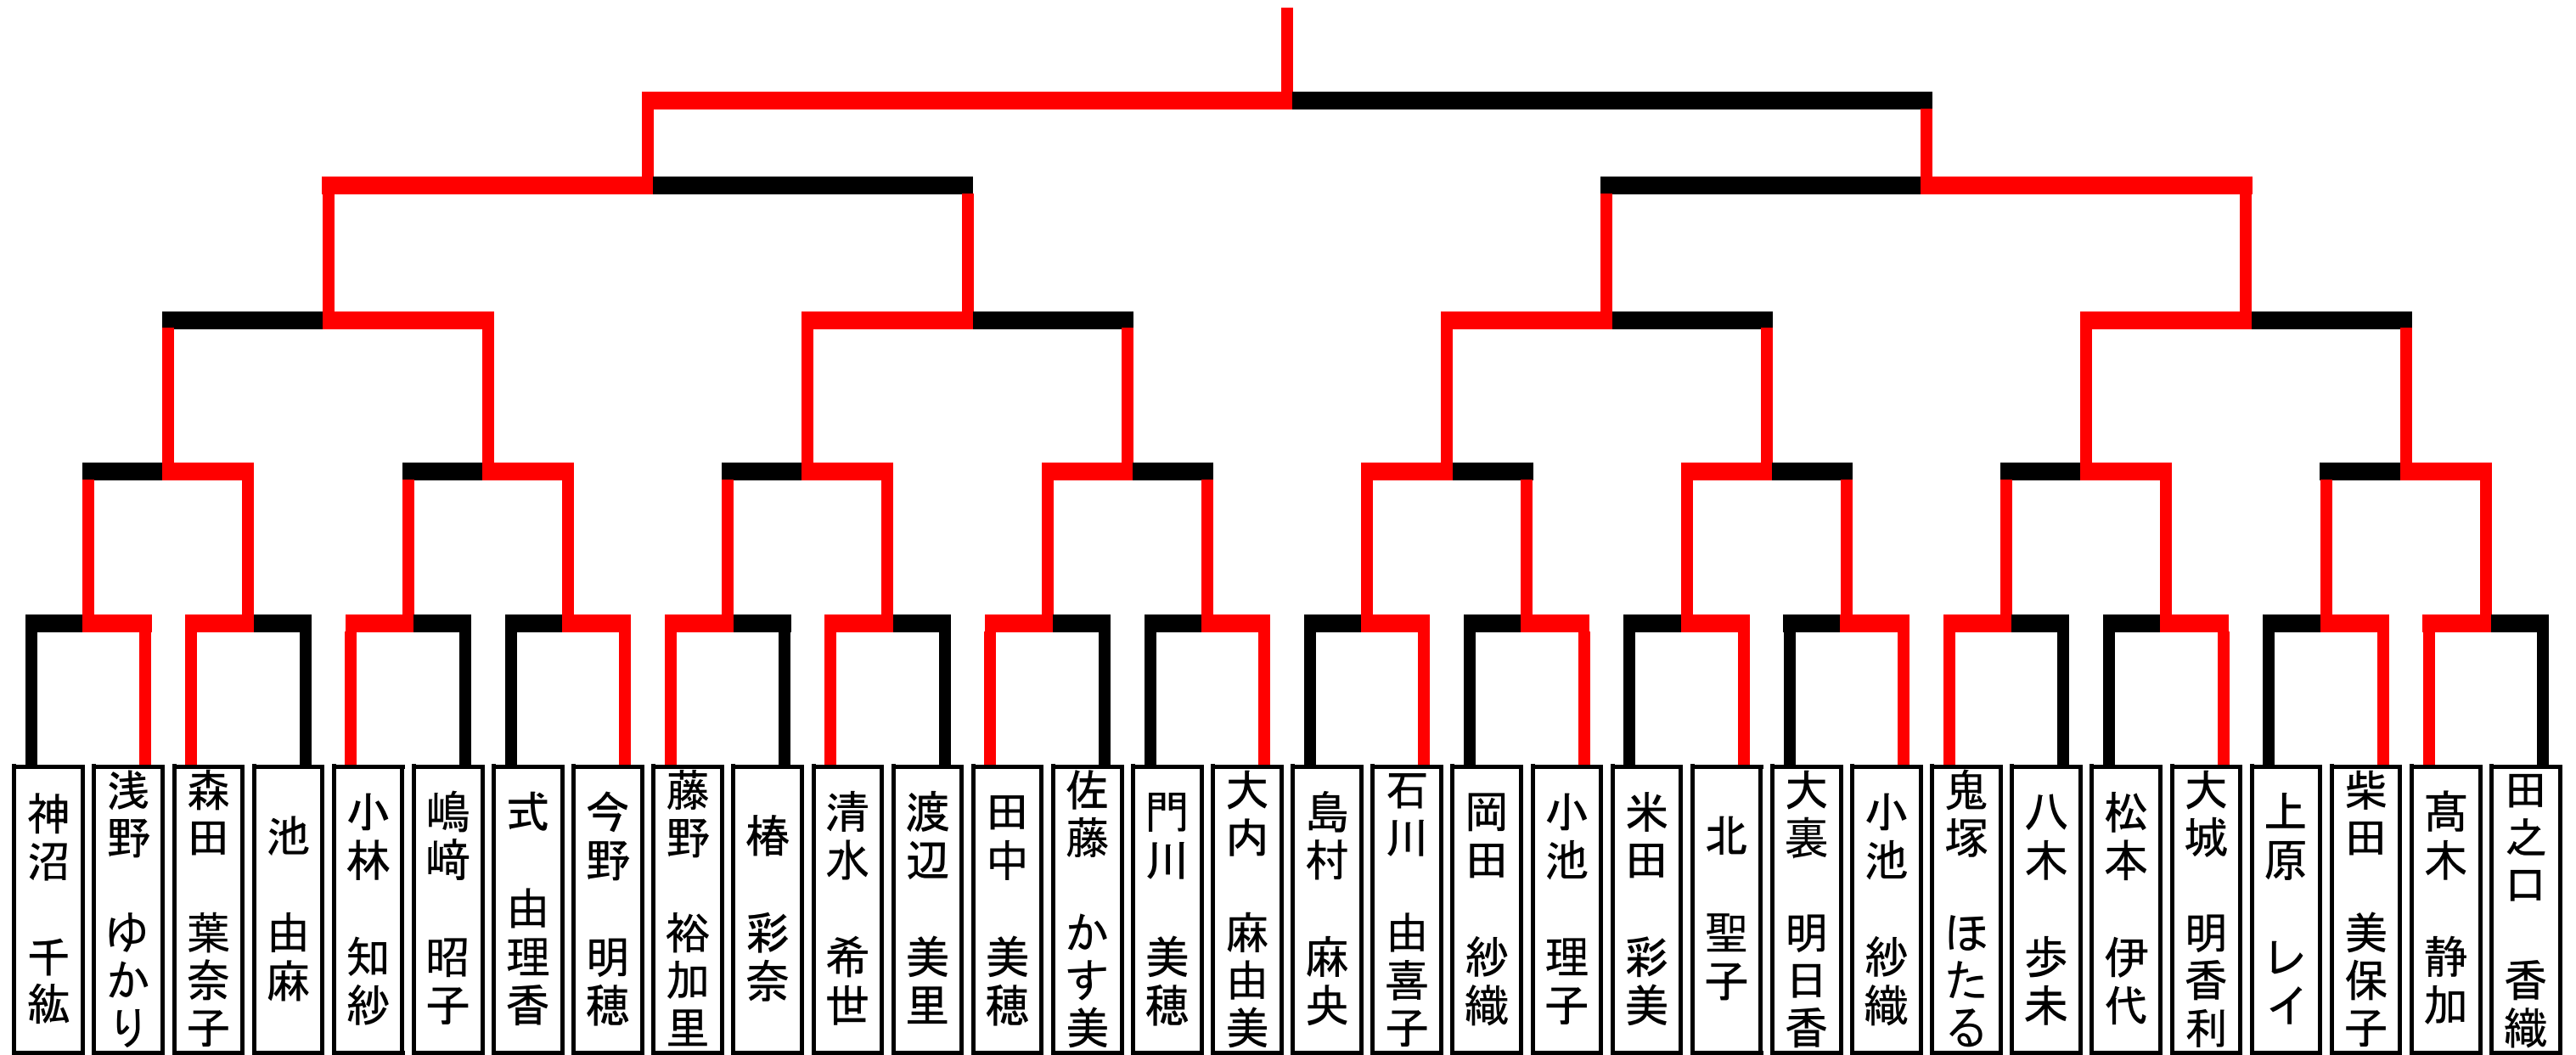 神沼 千紘
浅野 ゆかり
森田 葉奈子
池 由麻
小林 知紗
嶋﨑 昭子
式 由理香
今野 明穂
藤野 裕加里
椿 彩奈
清水 希世
渡辺 美里
田中 美穂
佐藤 かす美
門川 美穂
大内 麻由美
島村 麻央
石川 由喜子
岡田 紗織
小池 理子
米田 彩美
北 聖子
大裏 明日香
小池 紗織
鬼塚 ほたる
八木 歩未
松本 伊代
大城 明香利
上原 レイ
柴田 美保子
髙木 静加
田之口 香織